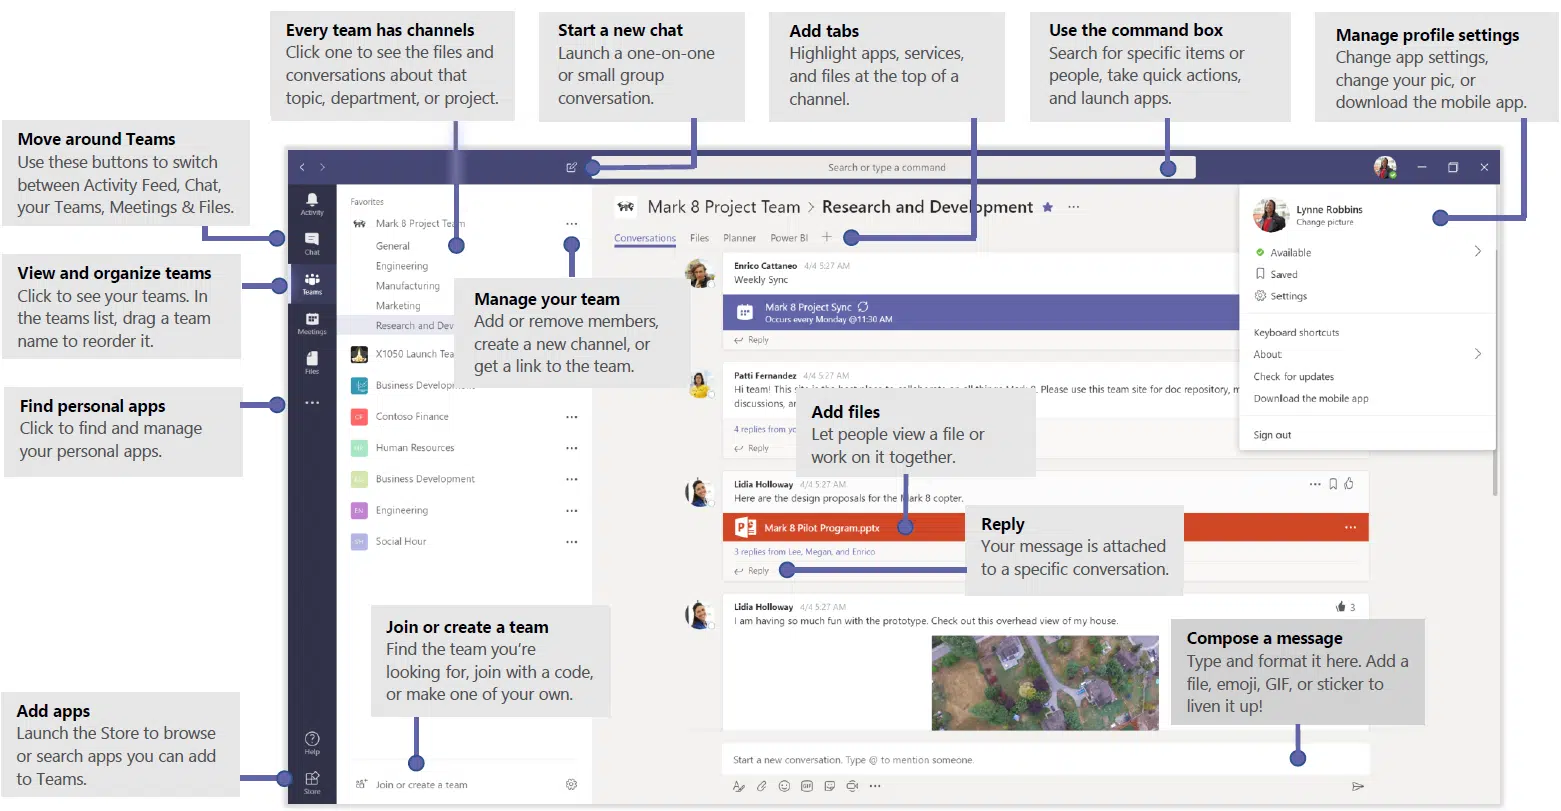 Every team has channels
Click one to see the files and
conversations about that
topic, department, or project.
Start a new chat
Launch a one-on-one
or small group
conversation.
Add tabs
Highlight apps, services,
and files at the top of a
channel.
Use the command box
Search for specific items or
people, take quick actions,
and launch apps.
Manage profile settings
Change app settings,
change your pic, or
download the mobile app.
Move around Teams
Use these buttons to switch
between Activity Feed, Chat,
your Teams, Meetings & Files.
View and organize teams
Click to see your teams. In
the teams list, drag a team
name to reorder it.
Find personal apps
Click to find and manage
your personal apps.
Add apps
Launch the Store to browse
or search apps you can add
to Teams.
Search or type a command
Activity
Chat
Teams
Meetings
Files
Help
Store
Favorites
Mark 8 Project Team
General
Engineering
Manufacturing
Marketing
Research and Dev
X1050 Launch Tea
Business Developm
CF Contoso Finance
Human Resources
Business Development
EN Engineering
SH Social Hour
Manage your team
Add or remove members,
create a new channel, or
get a link to the team.
Join or create a team
Find the team you're
looking for, join with a code,
or make one of your own.
Join or create a team
Mark 8 Project Team > Research and Development
Conversations Files Planner Power BI +
Enrico Cattaneo 4/4 5:27 AM
Weekly Sync
Mark 8 Project Sync
Occurs every Monday @11:30 AM
Reply
Patti Fernandez 4/4 5:27 AM
Hi team! This site is the best place to collaborate on all things Mark 8. Please use this team site for doc repository, m
discussions, an
4 replies from yo
Reply
Add files
Let people view a file or
work on it together.
Lidia Holloway 4/4 5:27 AM
Here are the design proposals for the Mark 8 copter.
Mark 8 Pilot Program.pptx
3 replies from Lee, Megan, and Enrico
Reply
Reply
Your message is attached
to a specific conversation.
Lidia Holloway 4/4 5:27 AM
3
I am having so much fun with the prototype. Check out this overhead view of my house.
Compose a message
Type and format it here. Add a
file, emoji, GIF, or sticker to
liven it up!
Start a new conversation. Type @ to mention someone
GIF
Lynne Robbins
Change picture
Available
Saved
Settings
Keyboard shortcuts
About
Check for updates
Download the mobile app
Sign out